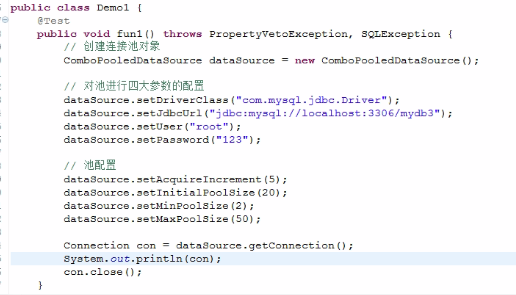 public class Demo1 {
@Test
public void fun1() throws PropertyVetoException, SQLException {
// 创建连接池对象
ComboPooledDataSource dataSource = new ComboPooledDataSource();
// 对池进行四大参数的配置
dataSource.setDriverClass("com.mysql.jdbc.Driver");
dataSource.setJdbcUrl("jdbc:mysql://localhost:3306/mydb3");
dataSource.setUser("root");
dataSource.setPassword("123");
// 池配置
dataSource.setAcquireIncrement(5);
dataSource.setInitialPoolSize(20);
dataSource.setMinPoolSize(2);
dataSource.setMaxPoolSize(50);
Connection con = dataSource.getConnection();
System.out.println(con);
con.close();
}